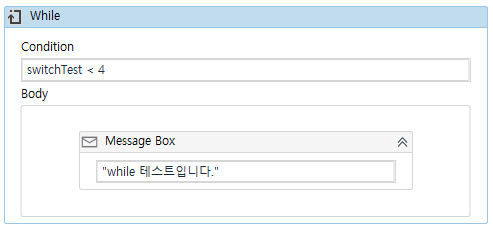 While
Condition
switchTest < 4
Body
Message Box
"while 테스트입니다."